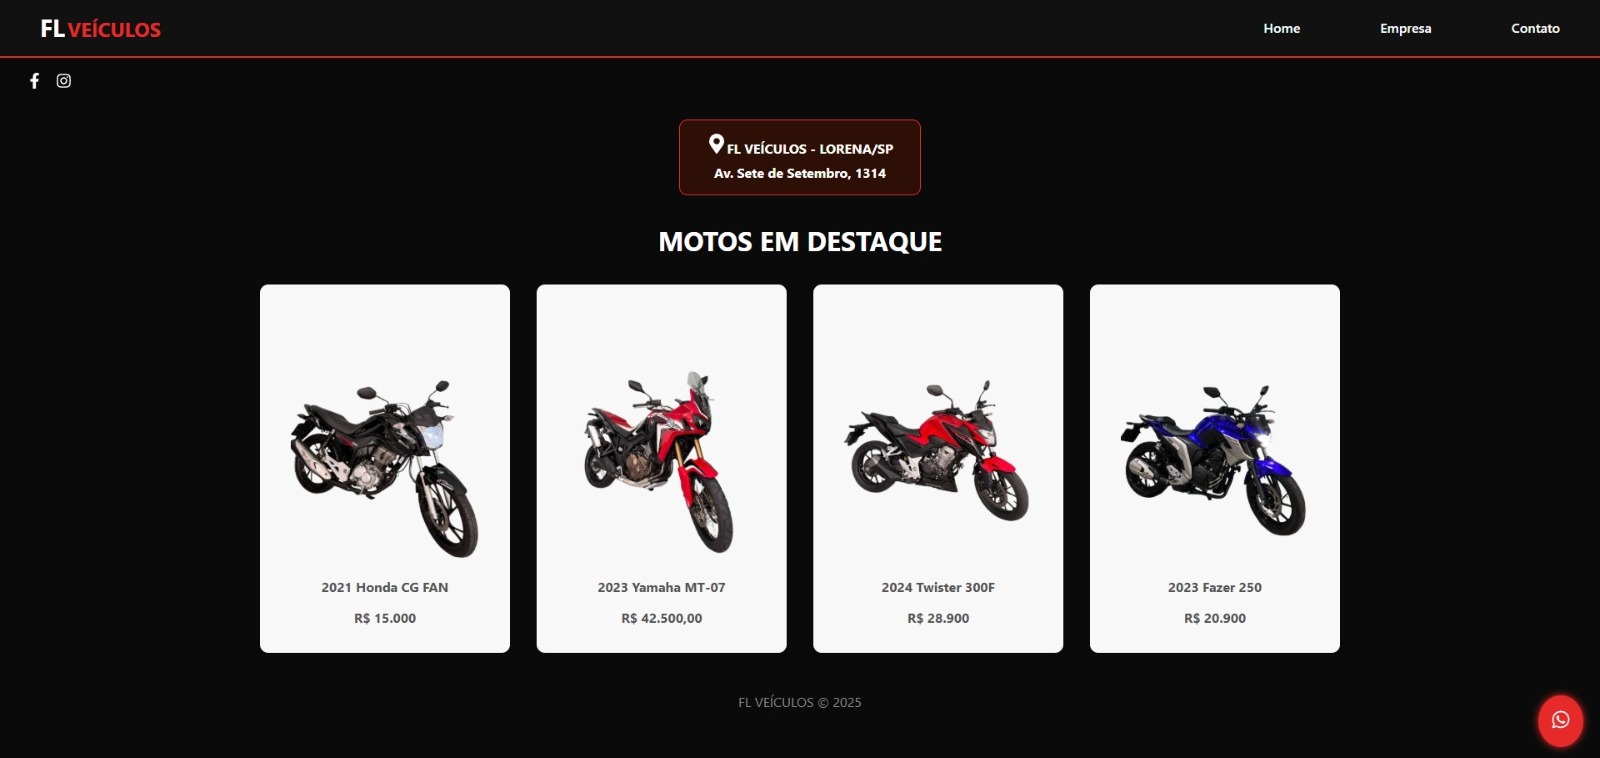 FL VEÍCULOS
Home
Empresa
Contato
FL VEÍCULOS - LORENA/SP
Av. Sete de Setembro, 1314
MOTOS EM DESTAQUE
2021 Honda CG FAN
R$ 15.000
2023 Yamaha MT-07
R$ 42.500,00
2024 Twister 300F
R$ 28.900
2023 Fazer 250
R$ 20.900
FL VEÍCULOS © 2025